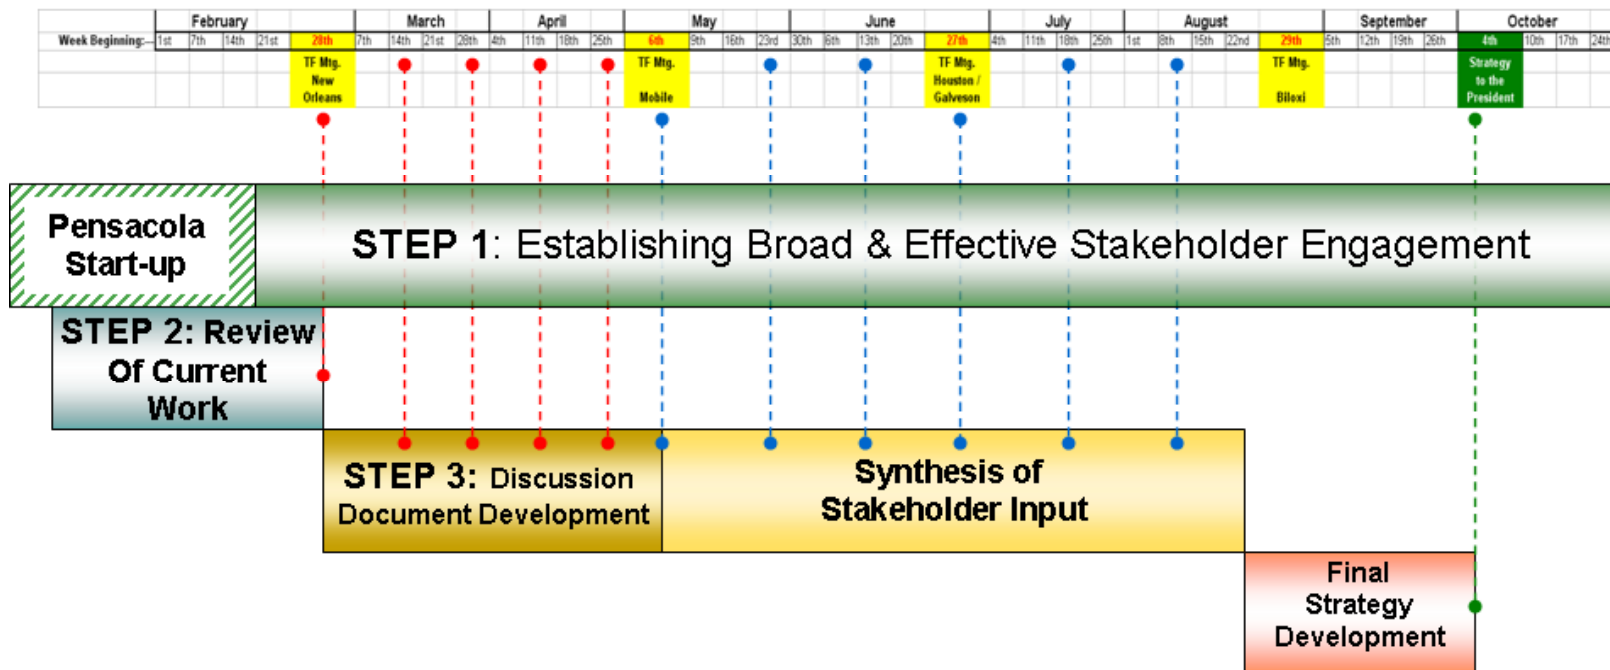 February March April May June July August September October
Week Beginning:-- 1st 7th 14th 21st 28th 7th 14th 21st 28th 4th 11th 18th 25th 6th 9th 16th 23rd 30th 6th 13th 20th 27th 4th 11th 18th 25th 1st 8th 15th 22nd 29th 5th 12th 19th 26th 4th 10th 17th 24th
TF Mtg. TF Mtg. TF Mtg. TF Mtg. Strategy
New Houston / to the
Orleans Mobile Galveson Biloxi President
Pensacola
Start-up
STEP 1: Establishing Broad & Effective Stakeholder Engagement
STEP 2: Review
Of Current
Work
STEP 3: Discussion
Document Development
Synthesis of
Stakeholder Input
Final
Strategy
Development